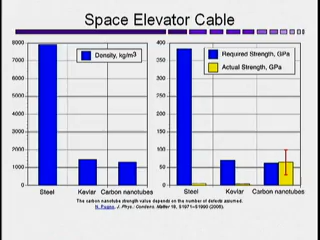 Space Elevator Cable
8000
7000
6000
5000
4000
3000
2000
1000
0
Density, kg/m3
Steel Kevlar Carbon nanotubes
400
350
300
250
200
150
100
50
0
Required Strength, GPa
Actual Strength, GPa
Steel Kevlar Carbon nanotubes
The carbon nanotube strength value depends on the number of defects assumed.
N. Pugno, J. Phys.: Condens. Matter 18, S1971–S1990 (2006).